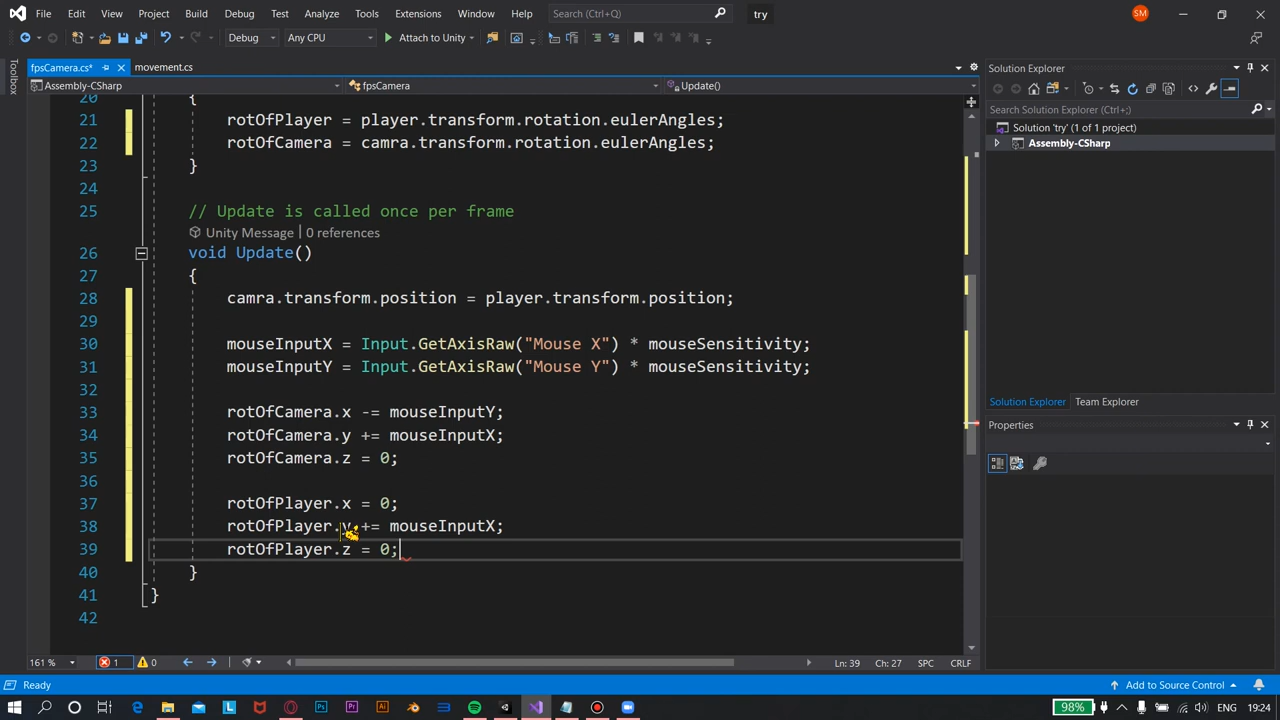 File Edit View Project Build Debug Test Analyze Tools Extensions Window Help Search (Ctrl+Q) try SM
Debug Any CPU Attach to Unity
Toolbox
fpsCamera.cs* movement.cs
Assembly-CSharp fpsCamera Update()
20 {
21 rotOfPlayer = player.transform.rotation.eulerAngles;
22 rotOfCamera = camra.transform.rotation.eulerAngles;
23 }
24
25 // Update is called once per frame
Unity Message | 0 references
26 void Update()
27 {
28 camra.transform.position = player.transform.position;
29
30 mouseInputX = Input.GetAxisRaw("Mouse X") * mouseSensitivity;
31 mouseInputY = Input.GetAxisRaw("Mouse Y") * mouseSensitivity;
32
33 rotOfCamera.x -= mouseInputY;
34 rotOfCamera.y += mouseInputX;
35 rotOfCamera.z = 0;
36
37 rotOfPlayer.x = 0;
38 rotOfPlayer.y += mouseInputX;
39 rotOfPlayer.z = 0;
40 }
41 }
42
161 % 1 0 Ln: 39 Ch: 27 SPC CRLF
Solution Explorer
Search Solution Explorer (Ctrl+;)
Solution 'try' (1 of 1 project)
Assembly-CSharp
Solution Explorer Team Explorer
Properties
Ready Add to Source Control
98% 19:24